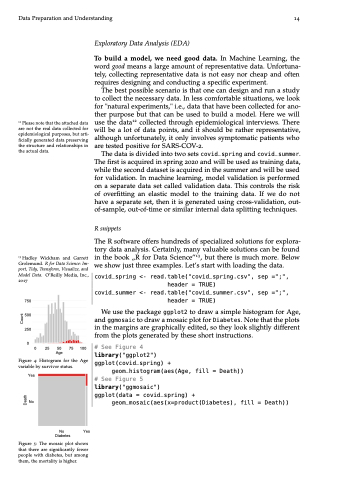 Data Preparation and Understanding 14
Exploratory Data Analysis (EDA)
To build a model, we need good data. In Machine Learning, the
word good means a large amount of representative data. Unfortuna-
tely, collecting representative data is not easy nor cheap and often
requires designing and conducting a specific experiment.
The best possible scenario is that one can design and run a study
to collect the necessary data. In less comfortable situations, we look
for "natural experiments," i.e., data that have been collected for ano-
ther purpose but that can be used to build a model. Here we will
use the data¹² collected through epidemiological interviews. There
will be a lot of data points, and it should be rather representative,
although unfortunately, it only involves symptomatic patients who
are tested positive for SARS-COV-2.
The data is divided into two sets covid.spring and covid.summer.
The first is acquired in spring 2020 and will be used as training data,
while the second dataset is acquired in the summer and will be used
for validation. In machine learning, model validation is performed
on a separate data set called validation data. This controls the risk
of overfitting an elastic model to the training data. If we do not
have a separate set, then it is generated using cross-validation, out-
of-sample, out-of-time or similar internal data splitting techniques.
¹² Please note that the attached data
are not the real data collected for
epidemiological purposes, but arti-
ficially generated data preserving
the structure and relationships in
the actual data.
R snippets
The R software offers hundreds of specialized solutions for explora-
tory data analysis. Certainly, many valuable solutions can be found
in the book „R for Data Science"¹³, but there is much more. Below
we show just three examples. Let's start with loading the data.
¹³ Hadley Wickham and Garrett
Grolemund. R for Data Science: Im-
port, Tidy, Transform, Visualize, and
Model Data. O'Reilly Media, Inc.,
2017
covid_spring <- read.table("covid_spring.csv", sep =";",
header = TRUE)
covid_summer <- read.table("covid_summer.csv", sep =";",
header = TRUE)
We use the package ggplot2 to draw a simple histogram for Age,
and ggmosaic to draw a mosaic plot for Diabetes. Note that the plots
in the margins are graphically edited, so they look slightly different
from the plots generated by these short instructions.
# See Figure 4
library("ggplot2")
ggplot(covid_spring) +
geom_histogram(aes(Age, fill = Death))
# See Figure 5
library("ggmosaic")
ggplot(data = covid_spring) +
geom_mosaic(aes(x=product(Diabetes), fill = Death))
750
500
250
0
Count
0 25 50 75 100
Age
Figure 4: Histogram for the Age
variable by survivor status.
Yes
No
Death
No Yes
Diabetes
Figure 5: The mosaic plot shows
that there are significantly fewer
people with diabetes, but among
them, the mortality is higher.